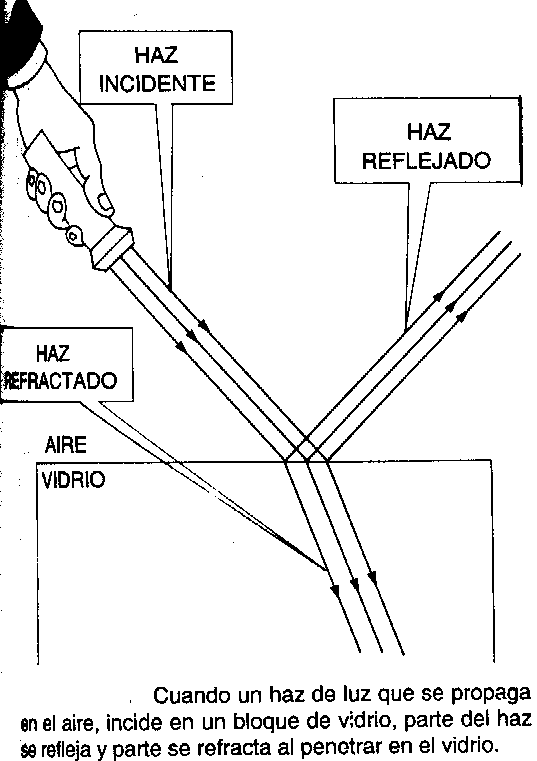 HAZ
INCIDENTE
HAZ
REFLEJADO
HAZ
REFRACTADO
AIRE
VIDRIO
Cuando un haz de luz que se propaga
en el aire, incide en un bloque de vidrio, parte del haz
se refleja y parte se refracta al penetrar en el vidrio.